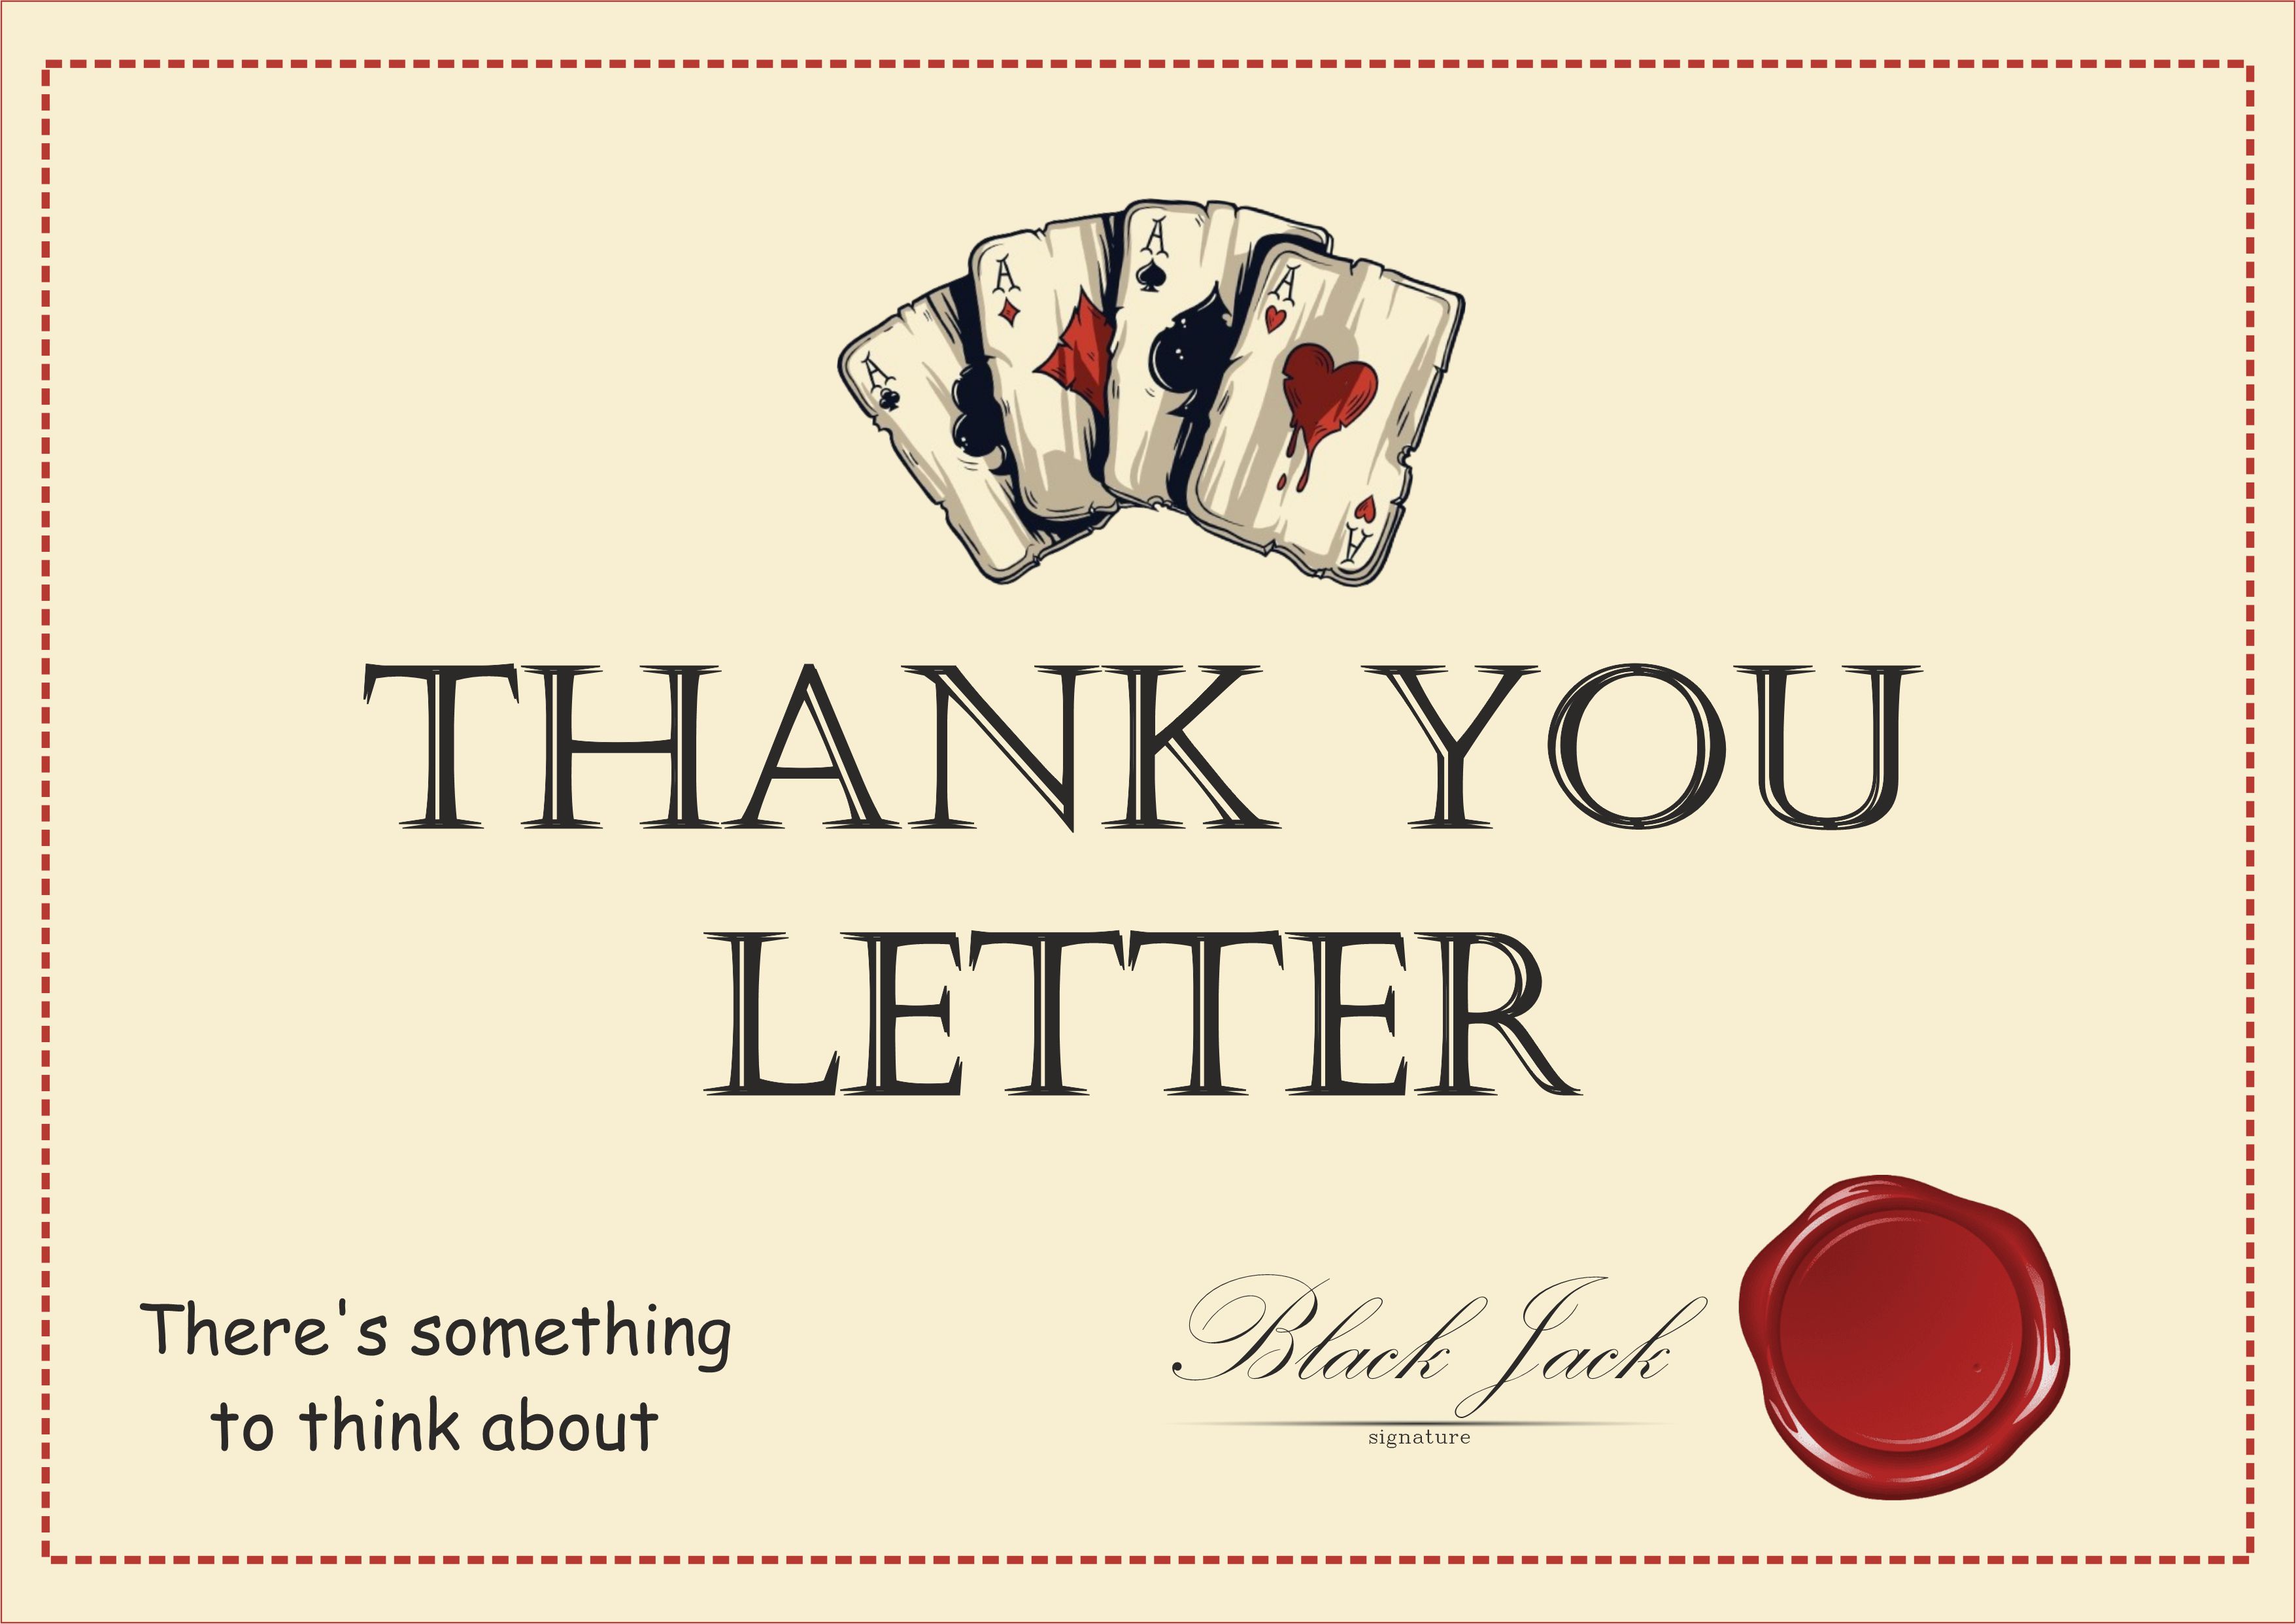 A
A
A
A
A
THANK YOU
LETTER
There's something
to think about
Black Jack
signature